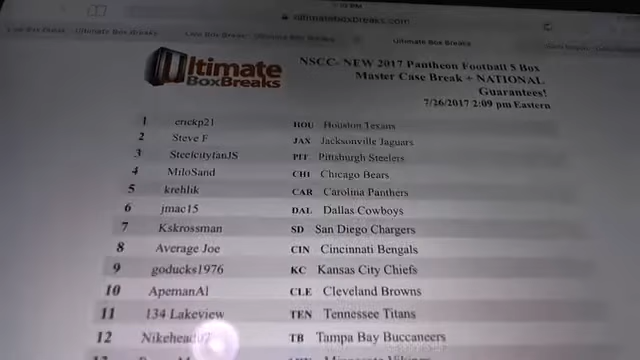 ultimateboxbreaks.com
Ultimate Box Breaks
Ultimate
BoxBreaks
NSCC- NEW 2017 Pantheon Football 5 Box
Master Case Break + NATIONAL
Guarantees!
7/26/2017 2:09 pm Eastern
1 erickp21 HOU Houston Texans
2 Steve F JAX Jacksonville Jaguars
3 SteelcityfanJS PIT Pittsburgh Steelers
4 MiloSand CHI Chicago Bears
5 krehlik CAR Carolina Panthers
6 jmac15 DAL Dallas Cowboys
7 Kskrossman SD San Diego Chargers
8 Average Joe CIN Cincinnati Bengals
9 goducks1976 KC Kansas City Chiefs
10 ApemanAl CLE Cleveland Browns
11 134 Lakeview TEN Tennessee Titans
12 TB Tampa Bay Buccaneers